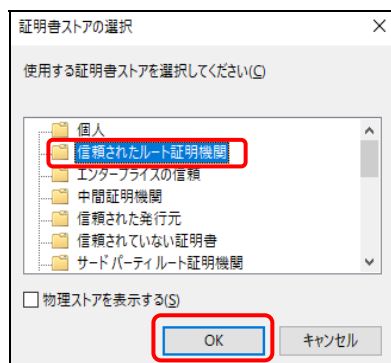 証明書ストアの選択
使用する証明書ストアを選択してください(C)
個人
信頼されたルート証明機関
エンタープライズの信頼
中間証明機関
信頼された発行元
信頼されていない証明書
サードパーティルート証明機関
物理ストアを表示する(S)
OK
キャンセル